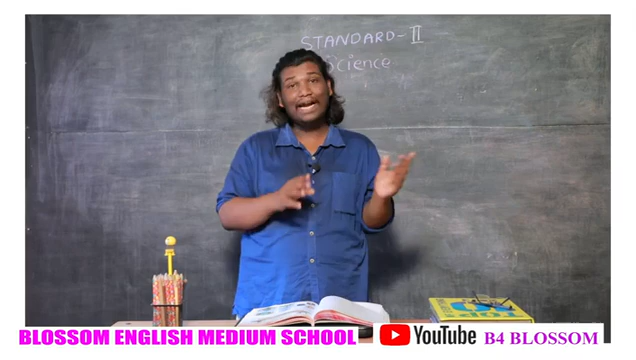 STANDARD-II
Science
BLOSSOM ENGLISH MEDIUM SCHOOL
YouTube B4 BLOSSOM